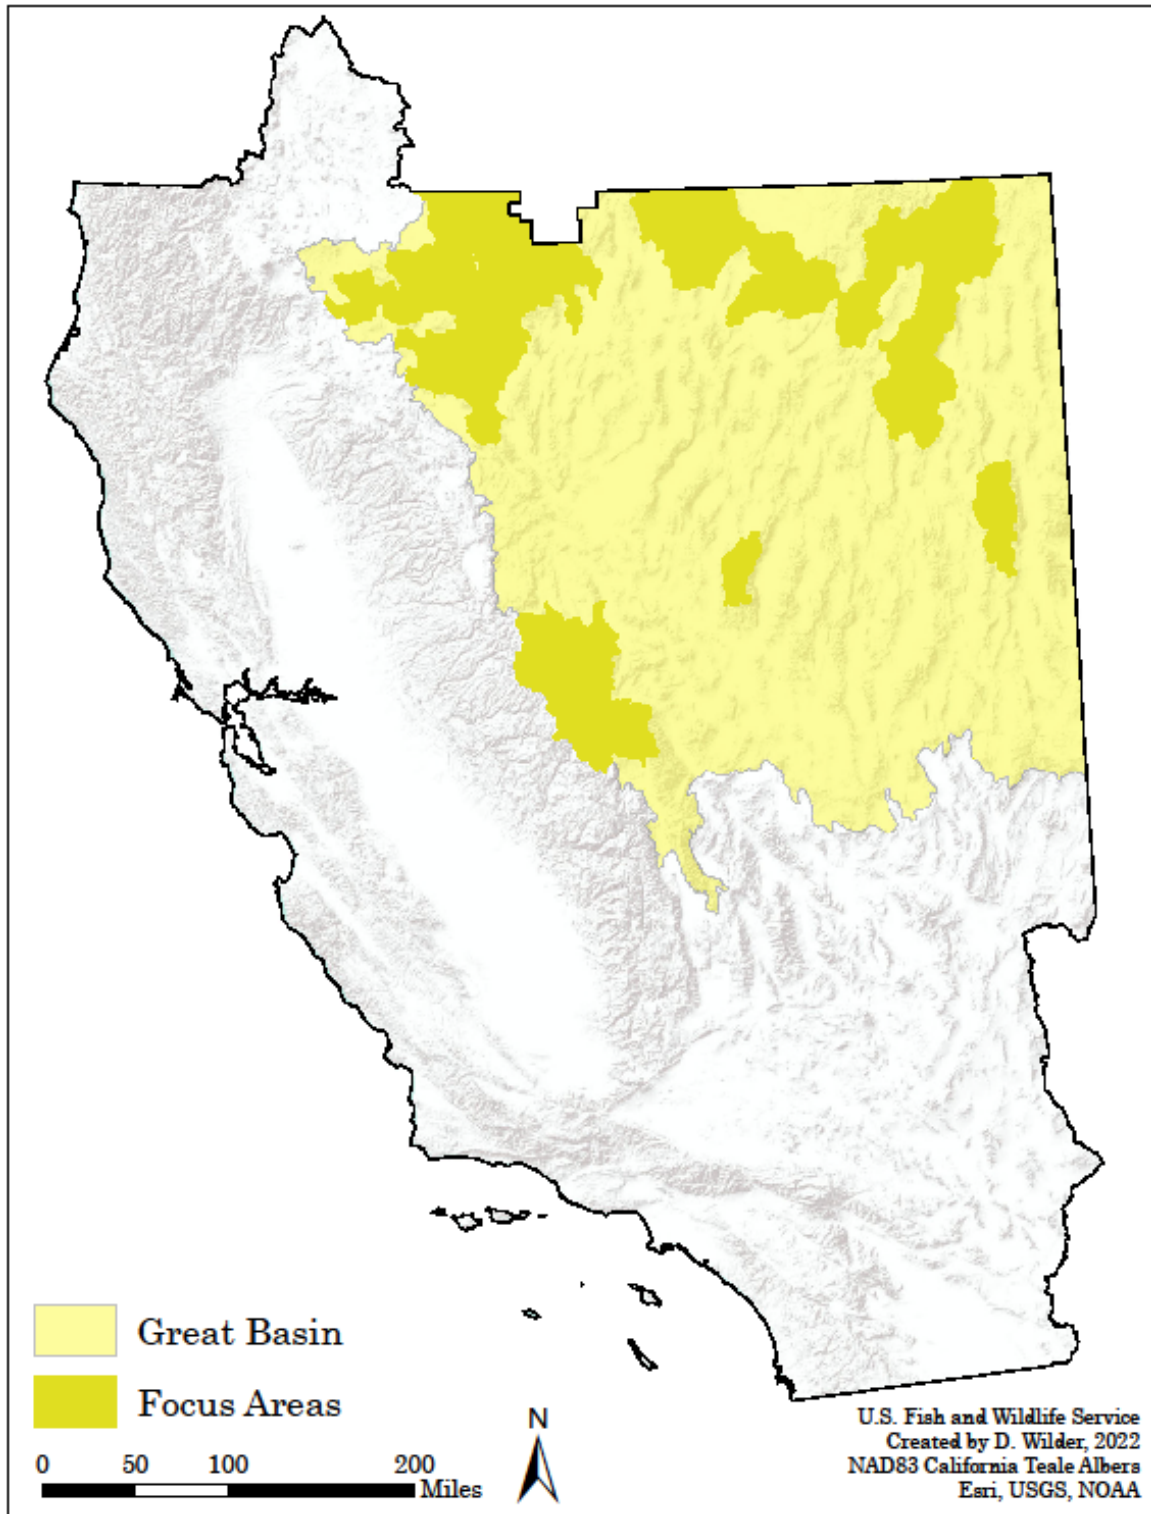 Great Basin
Focus Areas
N
0 50 100 200
Miles
U.S. Fish and Wildlife Service
Created by D. Wilder, 2022
NAD83 California Teale Albers
Esri, USGS, NOAA